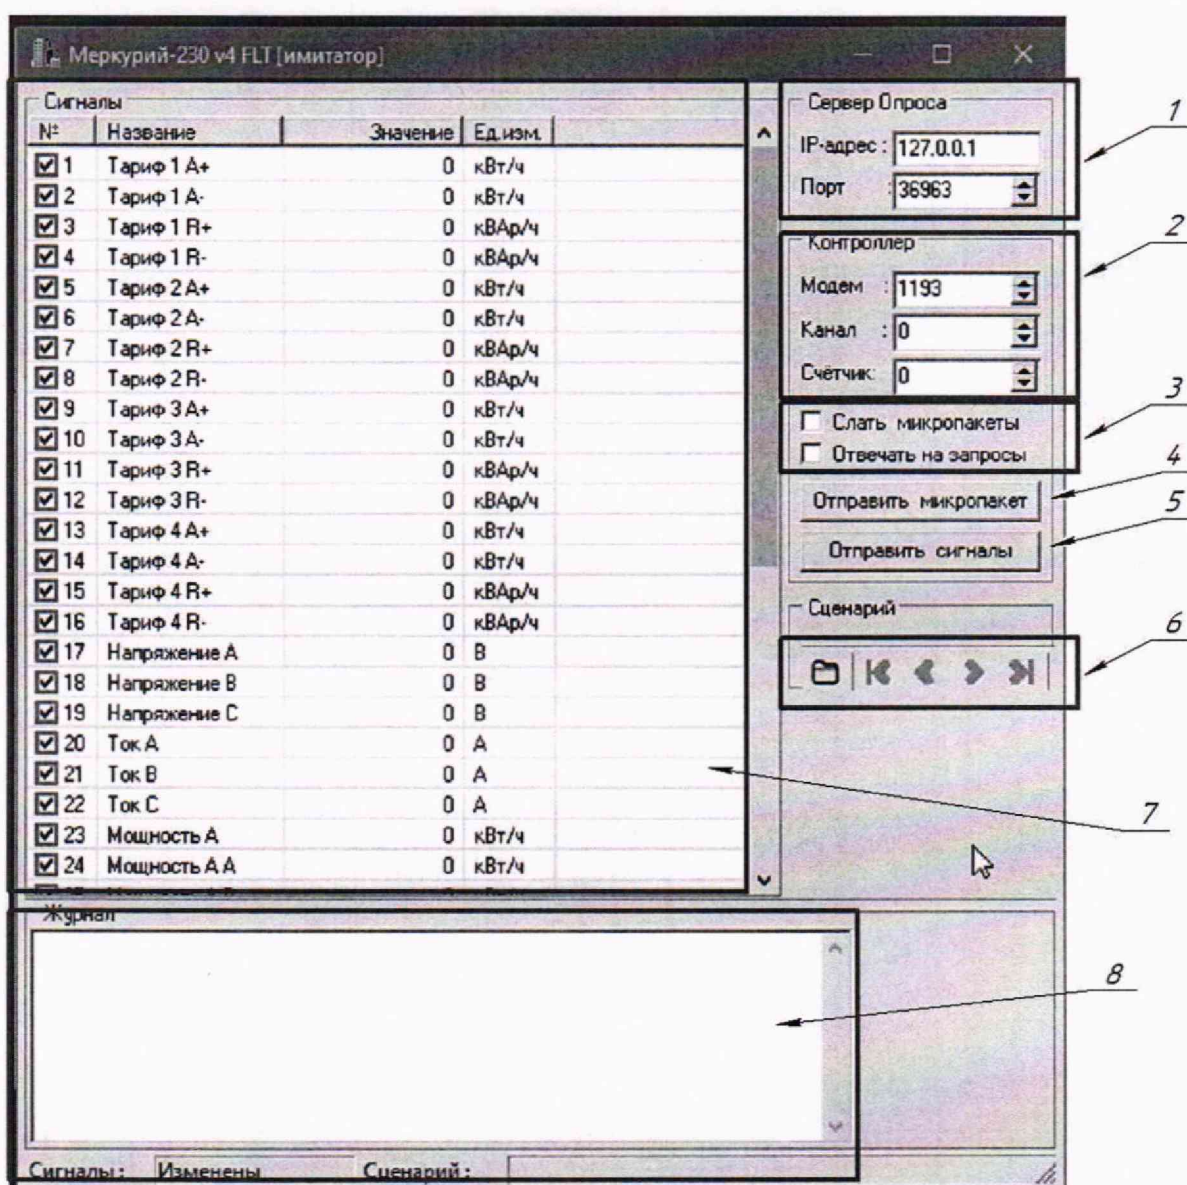 Меркурий-230 v4 FLT [имитатор]
Сигналы
№ Название Значение Ед.изм.
1 Тариф 1 A+ 0 кВт/ч
2 Тариф 1 A- 0 кВт/ч
3 Тариф 1 R+ 0 кВАр/ч
4 Тариф 1 R- 0 кВАр/ч
5 Тариф 2 A+ 0 кВт/ч
6 Тариф 2 A- 0 кВт/ч
7 Тариф 2 R+ 0 кВАр/ч
8 Тариф 2 R- 0 кВАр/ч
9 Тариф 3 A+ 0 кВт/ч
10 Тариф 3 A- 0 кВт/ч
11 Тариф 3 R+ 0 кВАр/ч
12 Тариф 3 R- 0 кВАр/ч
13 Тариф 4 A+ 0 кВт/ч
14 Тариф 4 A- 0 кВт/ч
15 Тариф 4 R+ 0 кВАр/ч
16 Тариф 4 R- 0 кВАр/ч
17 Напряжение A 0 В
18 Напряжение B 0 В
19 Напряжение C 0 В
20 Ток A 0 А
21 Ток B 0 А
22 Ток C 0 А
23 Мощность A 0 кВт/ч
24 Мощность A A 0 кВт/ч
Сервер Опроса
IP-адрес : 127.0.0.1
Порт : 36963
Контроллер
Модем : 1193
Канал : 0
Счётчик: 0
Слать микропакеты
Отвечать на запросы
Отправить микропакет
Отправить сигналы
Сценарий
1
2
3
4
5
6
7
8
Журнал
Сигналы : Изменены Сценарий :